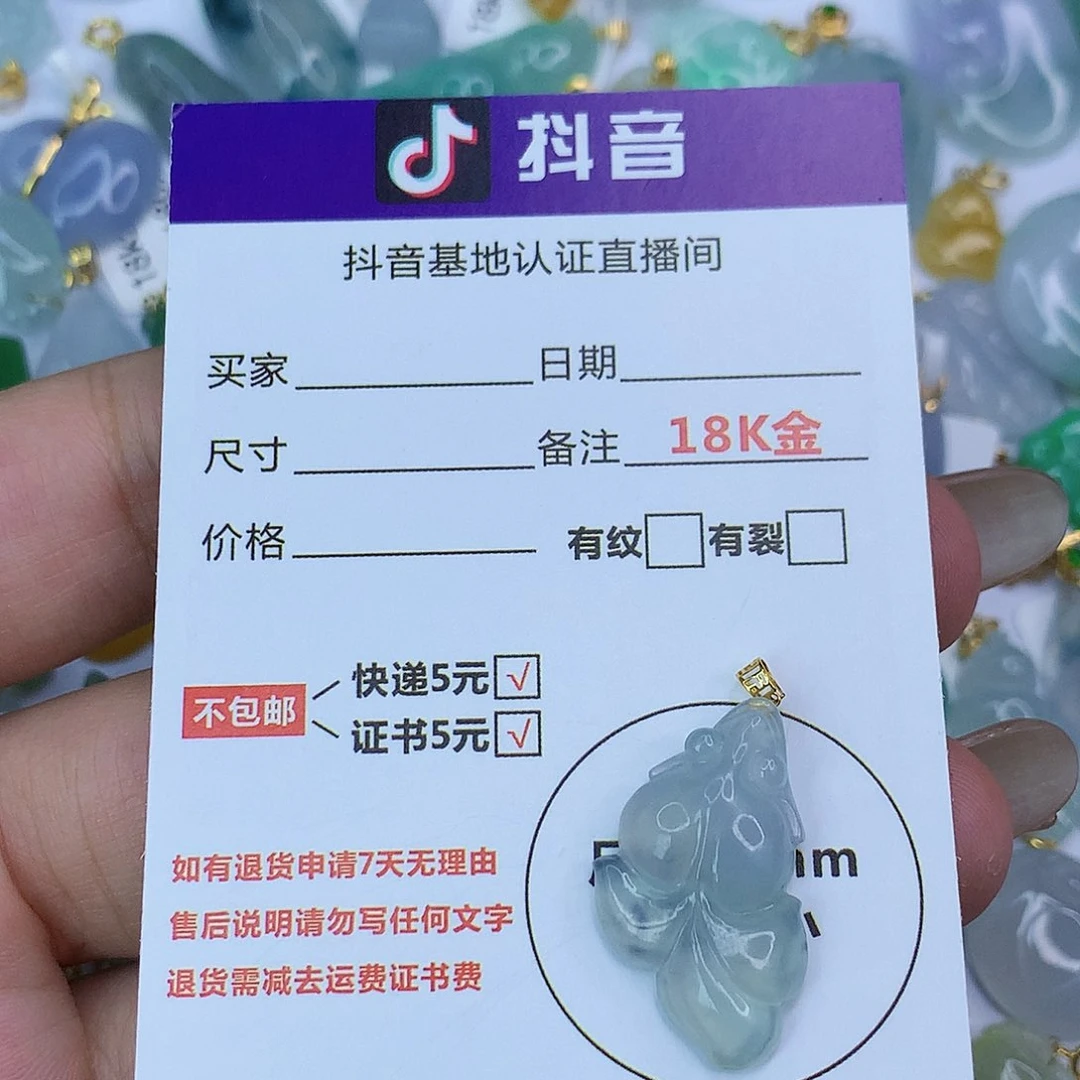 抖音
抖音基地认证直播间
买家 日期
尺寸 备注 18K金
价格 有纹 有裂
不包邮
快递5元 √
证书5元 √
如有退货申请7天无理由
售后说明请勿写任何文字
退货需减去运费证书费
mm
18K